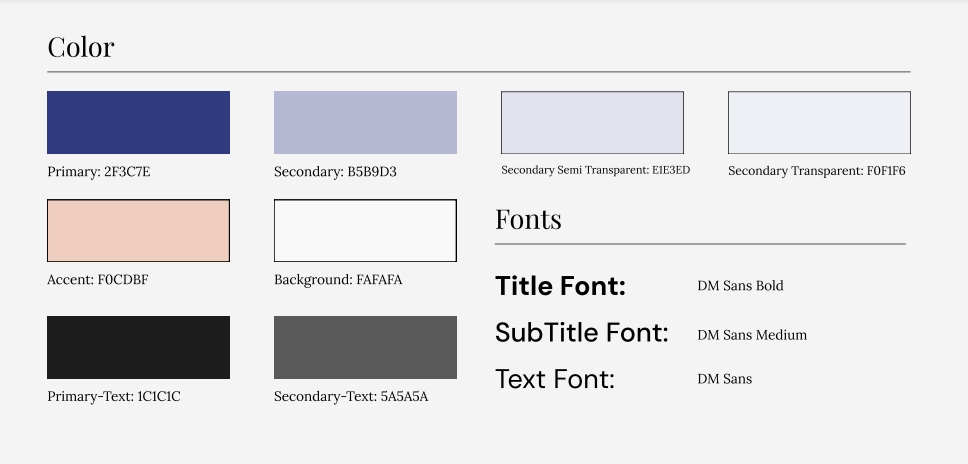 Color
Primary: 2F3C7E
Secondary: B5B9D3
Secondary Semi Transparent: E1E3ED
Secondary Transparent: F0F1F6
Accent: F0CDBF
Background: FAFAFA
Primary-Text: 1C1C1C
Secondary-Text: 5A5A5A
Fonts
Title Font: DM Sans Bold
SubTitle Font: DM Sans Medium
Text Font: DM Sans